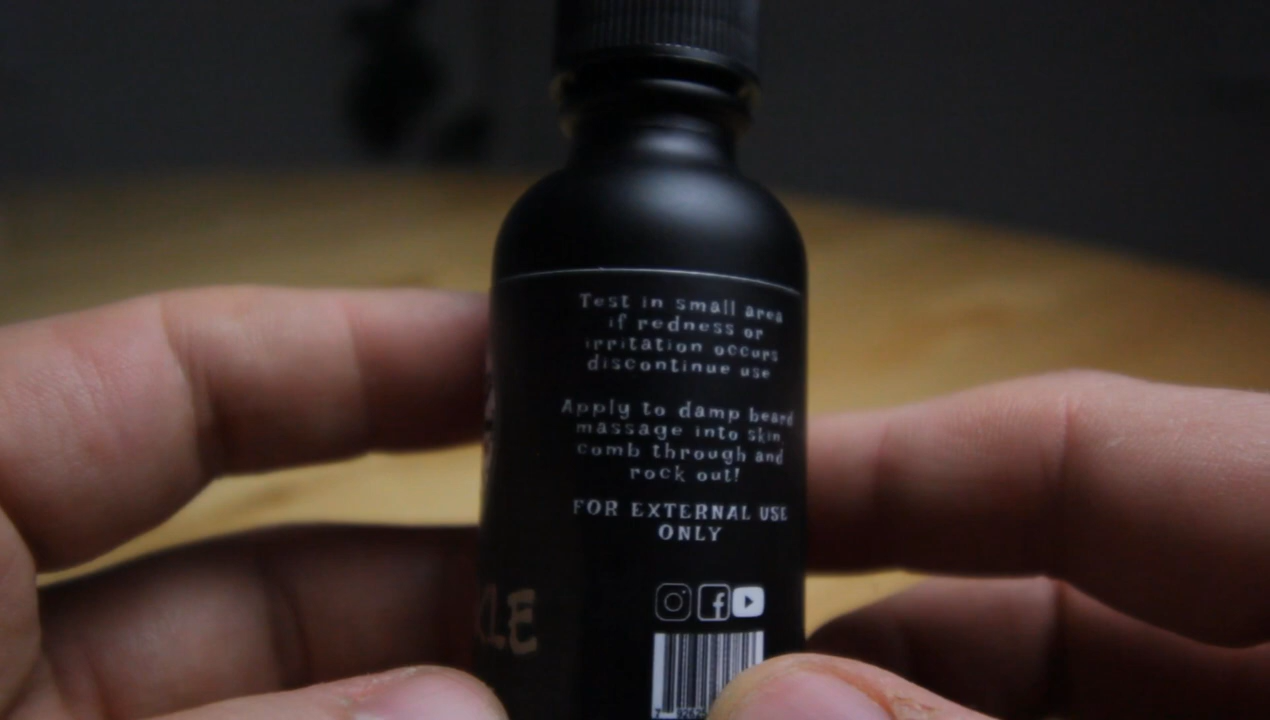 Test in small area
if redness or
irritation occurs
discontinue use
Apply to damp beard
massage into skin
comb through and
rock out!
FOR EXTERNAL USE
ONLY